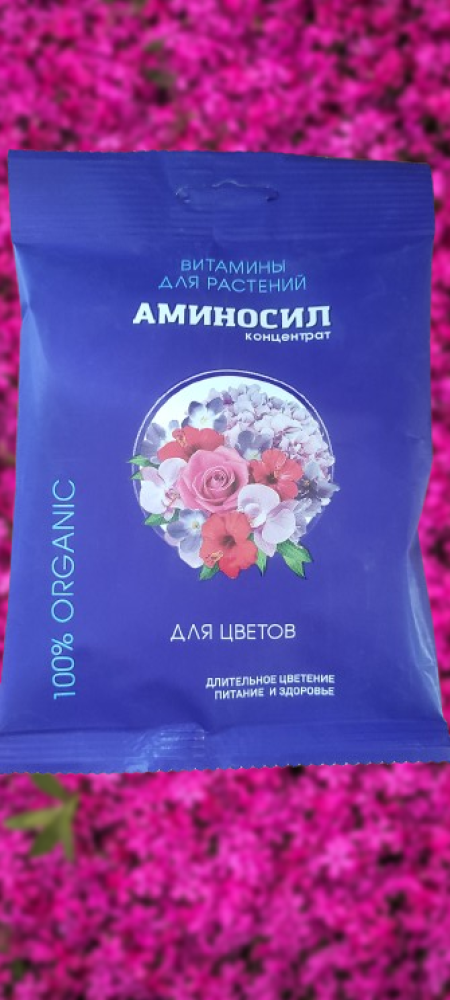 ВИТАМИНЫ
ДЛЯ РАСТЕНИЙ
АМИНОСИЛ
концентрат
100% ORGANIC
ДЛЯ ЦВЕТОВ
ДЛИТЕЛЬНОЕ ЦВЕТЕНИЕ
ПИТАНИЕ И ЗДОРОВЬЕ